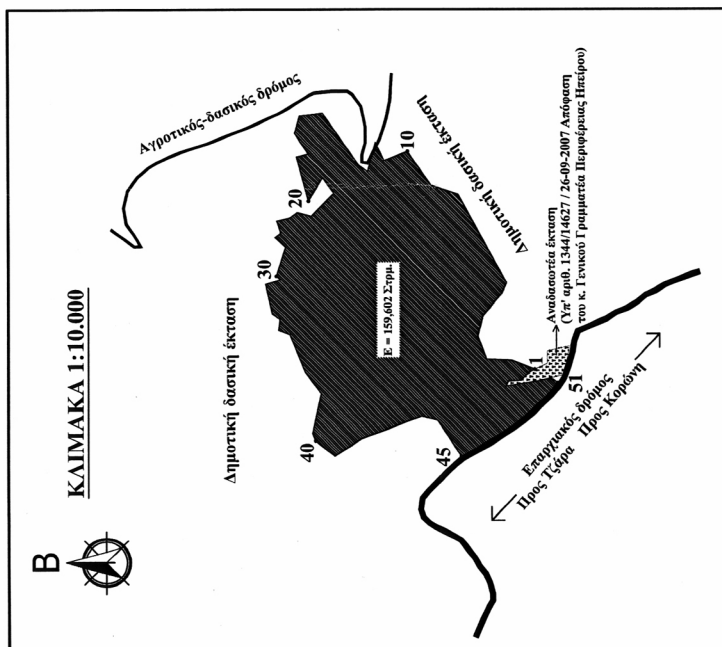 Β
ΚΛΙΜΑΚΑ 1:10.000
Αγροτικός-δασικός δρόμος
Δημοτική δασική έκταση
Δημοτική δασική έκταση
10
20
30
40
45
51
1
Ε = 159,602 Στρμ.
Αναδασωτέα έκταση
(Υπ' αριθ. 1344/14627 / 26-09-2007 Απόφαση
του κ. Γενικού Γραμματέα Περιφέρειας Ηπείρου)
Επαρχιακός δρόμος
Προς Τζάρα Προς Κορώνη